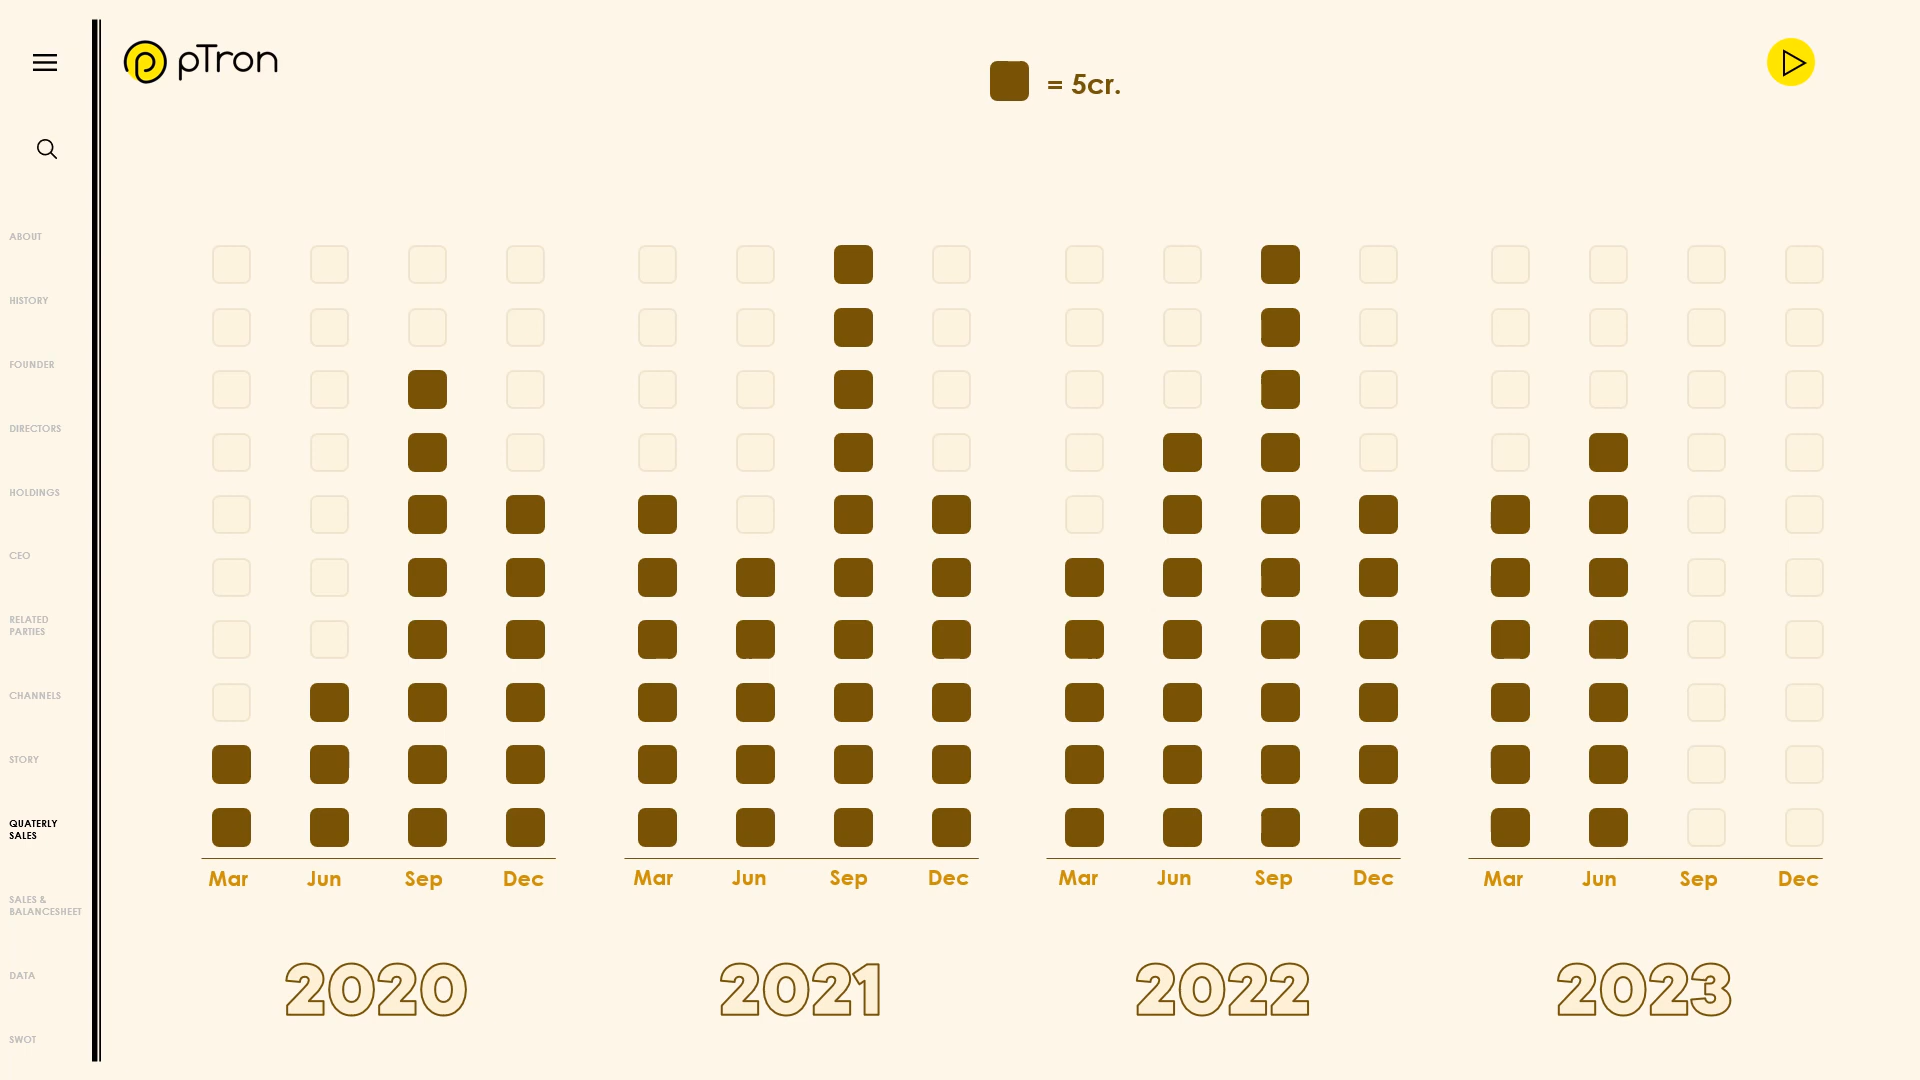 pTron
= 5cr.
ABOUT
HISTORY
FOUNDER
DIRECTORS
HOLDINGS
CEO
RELATED
PARTIES
CHANNELS
STORY
QUATERLY
SALES
SALES &
BALANCESHEET
DATA
SWOT
Mar Jun Sep Dec Mar Jun Sep Dec Mar Jun Sep Dec Mar Jun Sep Dec
2020 2021 2022 2023